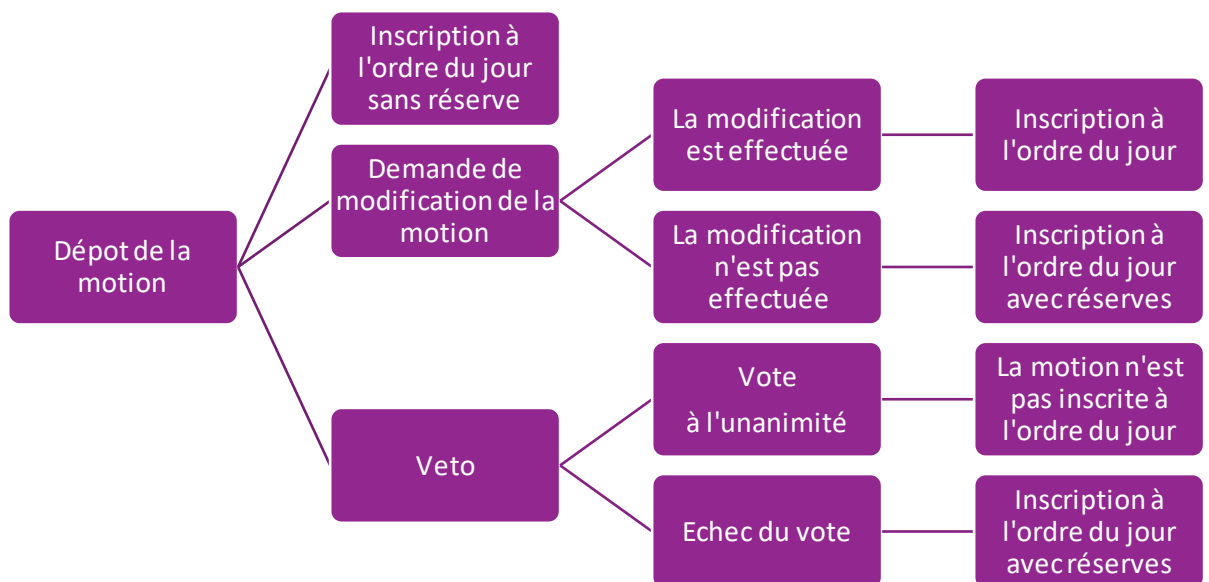 Inscription à
l'ordre du jour
sans réserve
La modification
est effectuée
Inscription à
l'ordre du jour
Demande de
modification de la
motion
Dépot de la
motion
La modification
n'est pas
effectuée
Inscription à
l'ordre du jour
avec réserves
Vote
à l'unanimité
La motion n'est
pas inscrite à
l'ordre du jour
Veto
Echec du vote
Inscription à
l'ordre du jour
avec réserves